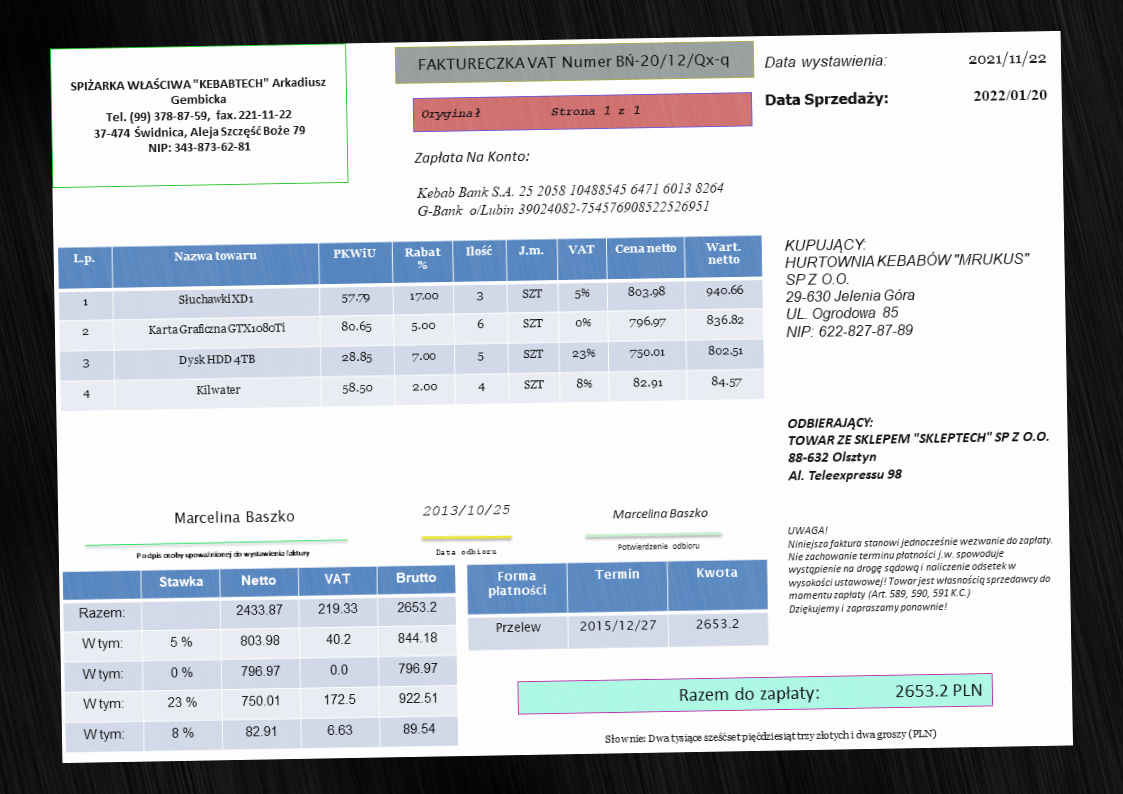 SPIŻARKA WŁAŚCIWA "KEBABTECH" Arkadiusz
Gembicka
Tel. (99) 378-87-59, fax. 221-11-22
37-474 Świdnica, Aleja Szczęść Boże 79
NIP: 343-873-62-81
FAKTURECZKA VAT Numer BŃ-20/12/Qx-q
Oryginał Strona 1 z 1
Data wystawienia: 2021/11/22
Data Sprzedaży: 2022/01/20
Zapłata Na Konto:
Kebab Bank S.A. 25 2058 10488545 6471 6013 8264
G-Bank o/Lubin 39024082-754576908522526951
L.p. Nazwa towaru PKWiU Rabat % Ilość J.m. VAT Cena netto Wart. netto
1 Słuchawki XD1 57.79 17.00 3 SZT 5% 803.98 940.66
2 Karta Graficzna GTX1080Ti 80.65 5.00 6 SZT 0% 796.97 836.82
3 Dysk HDD 4TB 28.85 7.00 5 SZT 23% 750.01 802.51
4 Kilwater 58.50 2.00 4 SZT 8% 82.91 84.57
KUPUJĄCY:
HURTOWNIA KEBABÓW "MRUKUS"
SP Z O.O.
29-630 Jelenia Góra
UL. Ogrodowa 85
NIP: 622-827-87-89
ODBIERAJĄCY:
TOWAR ZE SKLEPEM "SKLEPTECH" SP Z O.O.
88-632 Olsztyn
Al. Teleexpressu 98
Marcelina Baszko
Podpis osoby upoważnionej do wystawienia faktury
2013/10/25
Data odbioru
Marcelina Baszko
Potwierdzenie odbioru
UWAGA!
Niniejsza faktura stanowi jednocześnie wezwanie do zapłaty.
Nie zachowanie terminu płatności j.w. spowoduje
wystąpienie na drogę sądową i naliczenie odsetek w
wysokości ustawowej! Towar jest własnością sprzedawcy do
momentu zapłaty (Art. 589, 590, 591 K.C.)
Dziękujemy i zapraszamy ponownie!
Stawka Netto VAT Brutto
Razem: 2433.87 219.33 2653.2
W tym: 5 % 803.98 40.2 844.18
W tym: 0 % 796.97 0.0 796.97
W tym: 23 % 750.01 172.5 922.51
W tym: 8 % 82.91 6.63 89.54
Forma płatności Termin Kwota
Przelew 2015/12/27 2653.2
Razem do zapłaty: 2653.2 PLN
Słownie: Dwa tysiące sześćset pięćdziesiąt trzy złotych i dwa groszy (PLN)